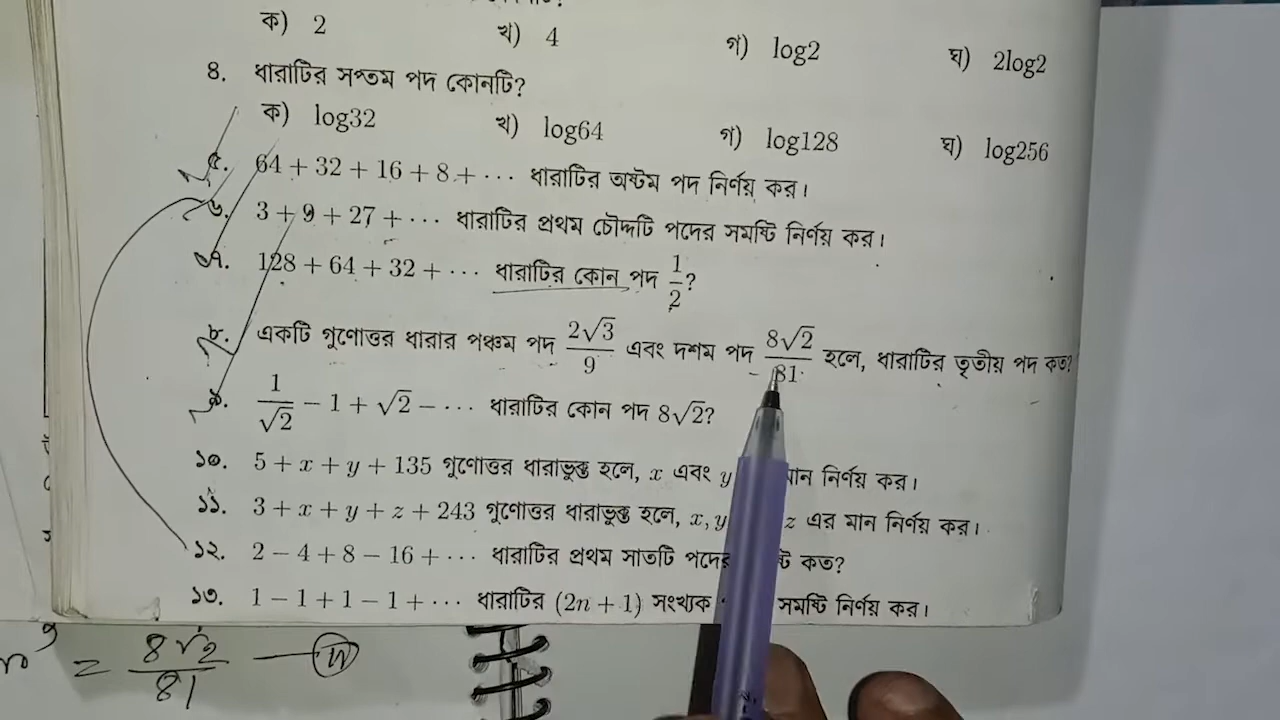 ক) 2 খ) 4 গ) log2 ঘ) 2log2
৪. ধারাটির সপ্তম পদ কোনটি?
ক) log32 খ) log64 গ) log128 ঘ) log256
৫. 64 + 32 + 16 + 8 + ⋯ ধারাটির অষ্টম পদ নির্ণয় কর।
৬. 3 + 9 + 27 + ⋯ ধারাটির প্রথম চৌদ্দটি পদের সমষ্টি নির্ণয় কর।
৭. 128 + 64 + 32 + ⋯ ধারাটির কোন পদ 1/2?
৮. একটি গুণোত্তর ধারার পঞ্চম পদ 2√3/9 এবং দশম পদ 8√2/81 হলে, ধারাটির তৃতীয় পদ কত?
৯. 1/√2 − 1 + √2 − ⋯ ধারাটির কোন পদ 8√2?
১০. 5 + x + y + 135 গুণোত্তর ধারাভুক্ত হলে, x এবং y মান নির্ণয় কর।
১১. 3 + x + y + z + 243 গুণোত্তর ধারাভুক্ত হলে, x, y z এর মান নির্ণয় কর।
১২. 2 − 4 + 8 − 16 + ⋯ ধারাটির প্রথম সাতটি পদের কত?
১৩. 1 − 1 + 1 − 1 + ⋯ ধারাটির (2n + 1) সংখ্যক সমষ্টি নির্ণয় কর।
= 8√2/81